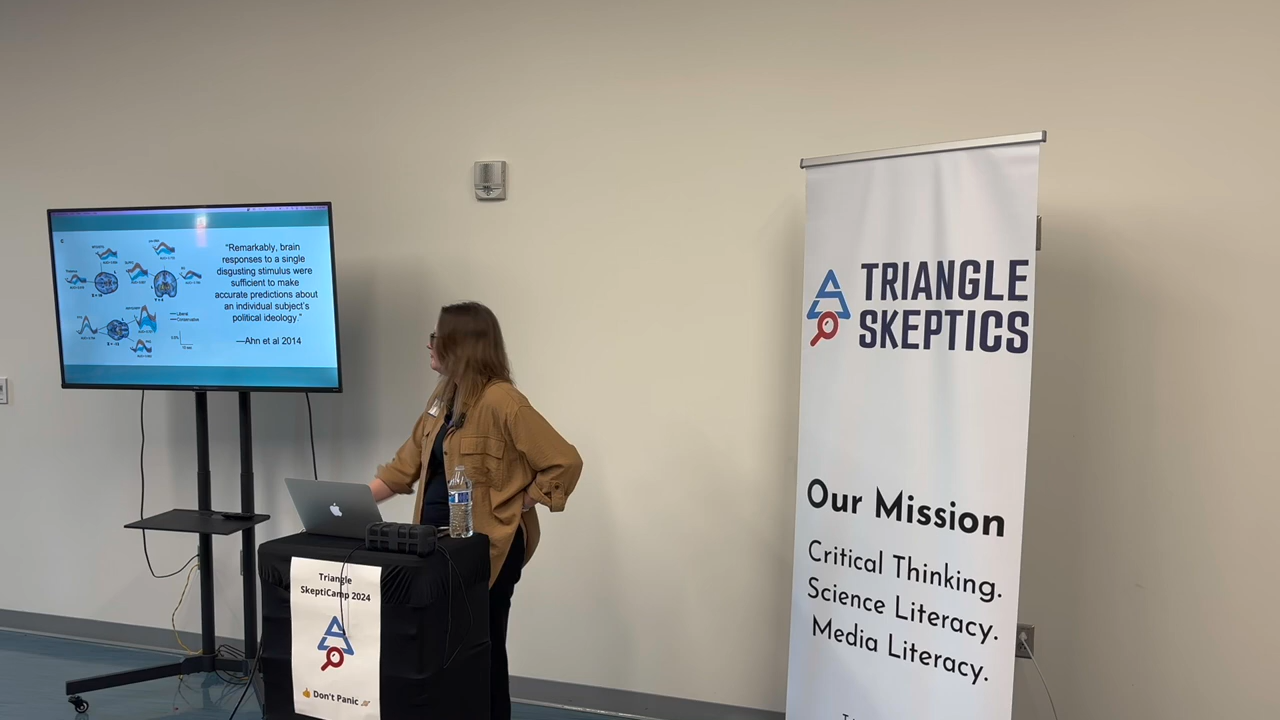 "Remarkably, brain
responses to a single
disgusting stimulus were
sufficient to make
accurate predictions about
an individual subject's
political ideology."
—Ahn et al 2014
Liberal
Conservative
Triangle
SkeptiCamp 2024
👍 Don't Panic 🪐
TRIANGLE
SKEPTICS
Our Mission
Critical Thinking.
Science Literacy.
Media Literacy.